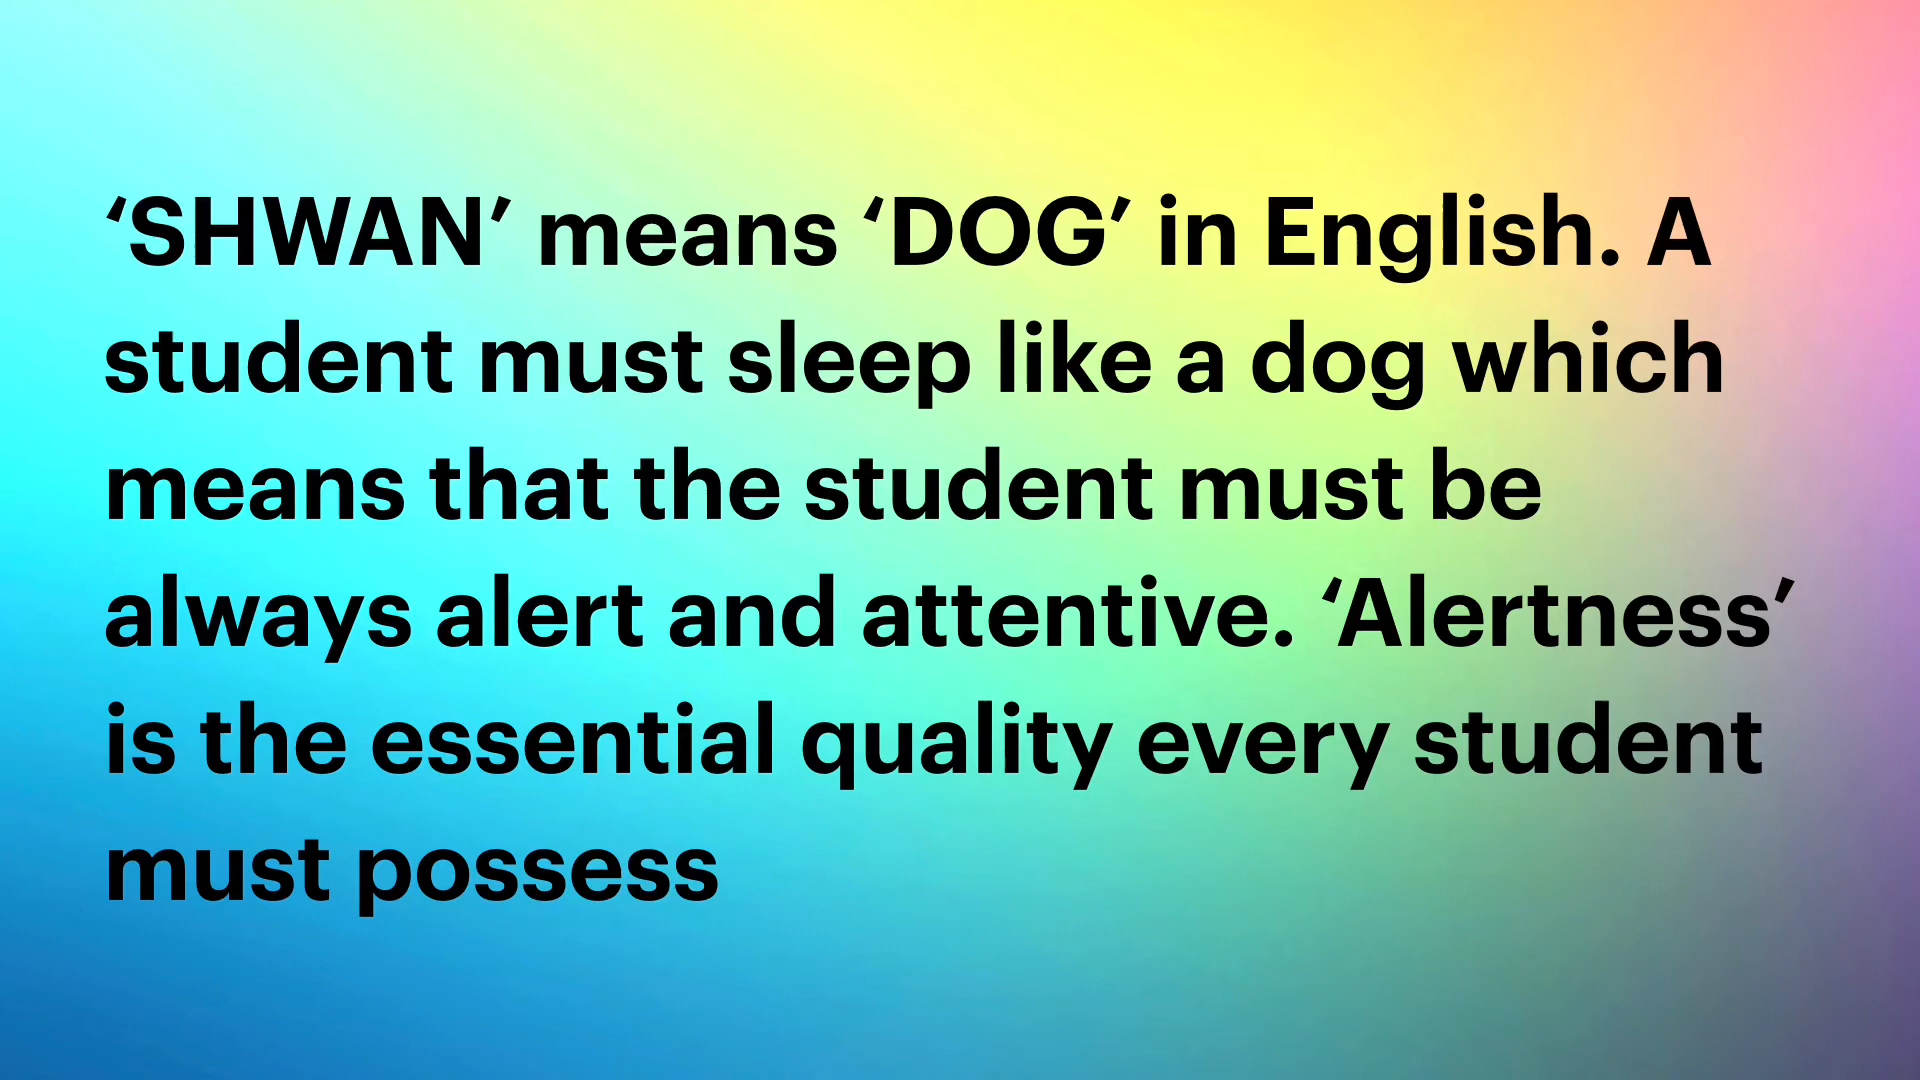 ‘SHWAN’ means ‘DOG’ in English. A
student must sleep like a dog which
means that the student must be
always alert and attentive. ‘Alertness’
is the essential quality every student
must possess